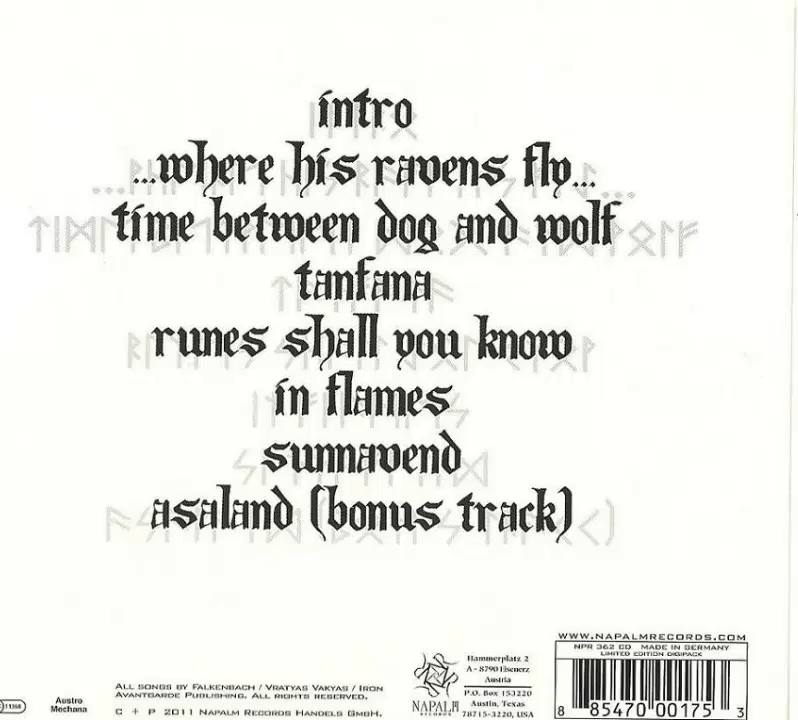 intro
...where his ravens fly...
time between dog and wolf
tanfana
runes shall you know
in flames
sunnavend
asaland (bonus track)
WWW.NAPALMRECORDS.COM
NPR 362 CD MADE IN GERMANY
LIMITED EDITION DIGIPACK
8 85470 00175 3
Hammerplatz 2
A - 8790 Eisenerz
Austria
P.O. Box 153220
Austin, Texas
78715-3220, USA
NAPALM
RECORDS
11358
Austro
Mechana
ALL SONGS BY FALKENBACH / VRATYAS VAKYAS / IRON
AVANTGARDE PUBLISHING. ALL RIGHTS RESERVED.
C + P 2011 NAPALM RECORDS HANDELS GMBH.